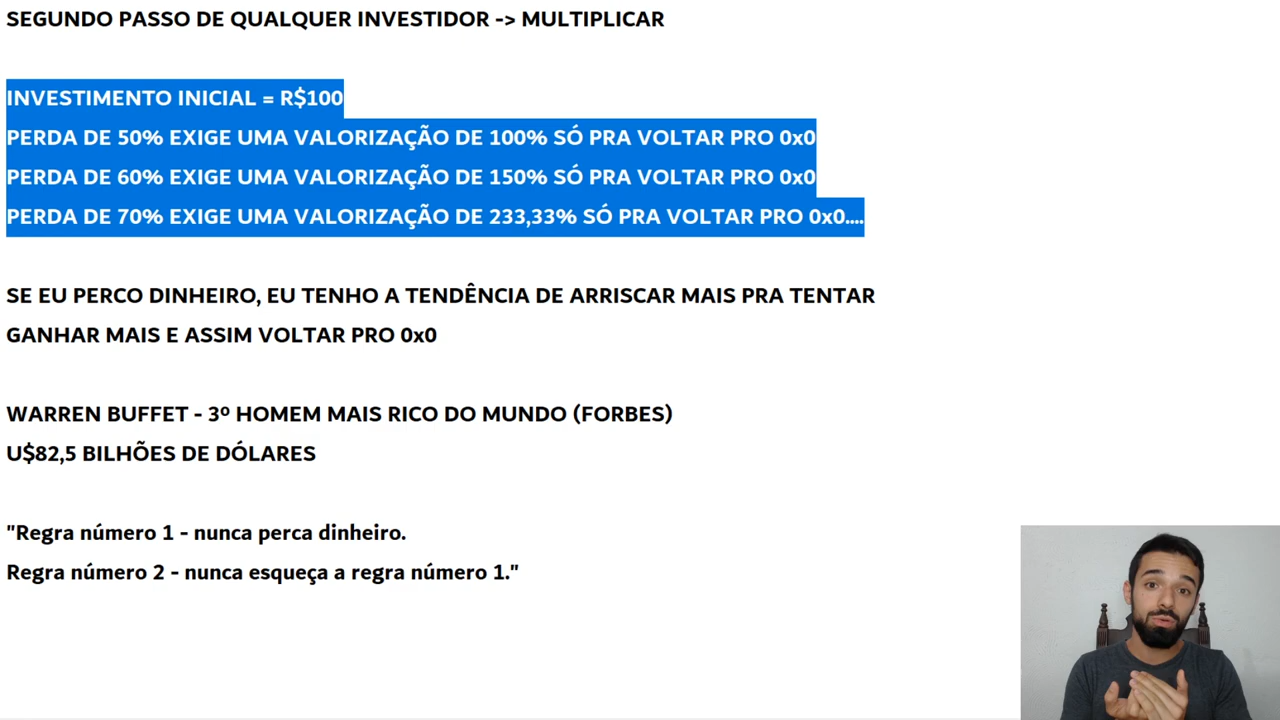 SEGUNDO PASSO DE QUALQUER INVESTIDOR -> MULTIPLICAR
INVESTIMENTO INICIAL = R$100
PERDA DE 50% EXIGE UMA VALORIZAÇÃO DE 100% SÓ PRA VOLTAR PRO 0x0
PERDA DE 60% EXIGE UMA VALORIZAÇÃO DE 150% SÓ PRA VOLTAR PRO 0x0
PERDA DE 70% EXIGE UMA VALORIZAÇÃO DE 233,33% SÓ PRA VOLTAR PRO 0x0....
SE EU PERCO DINHEIRO, EU TENHO A TENDÊNCIA DE ARRISCAR MAIS PRA TENTAR
GANHAR MAIS E ASSIM VOLTAR PRO 0x0
WARREN BUFFET - 3º HOMEM MAIS RICO DO MUNDO (FORBES)
U$82,5 BILHÕES DE DÓLARES
"Regra número 1 - nunca perca dinheiro.
Regra número 2 - nunca esqueça a regra número 1."